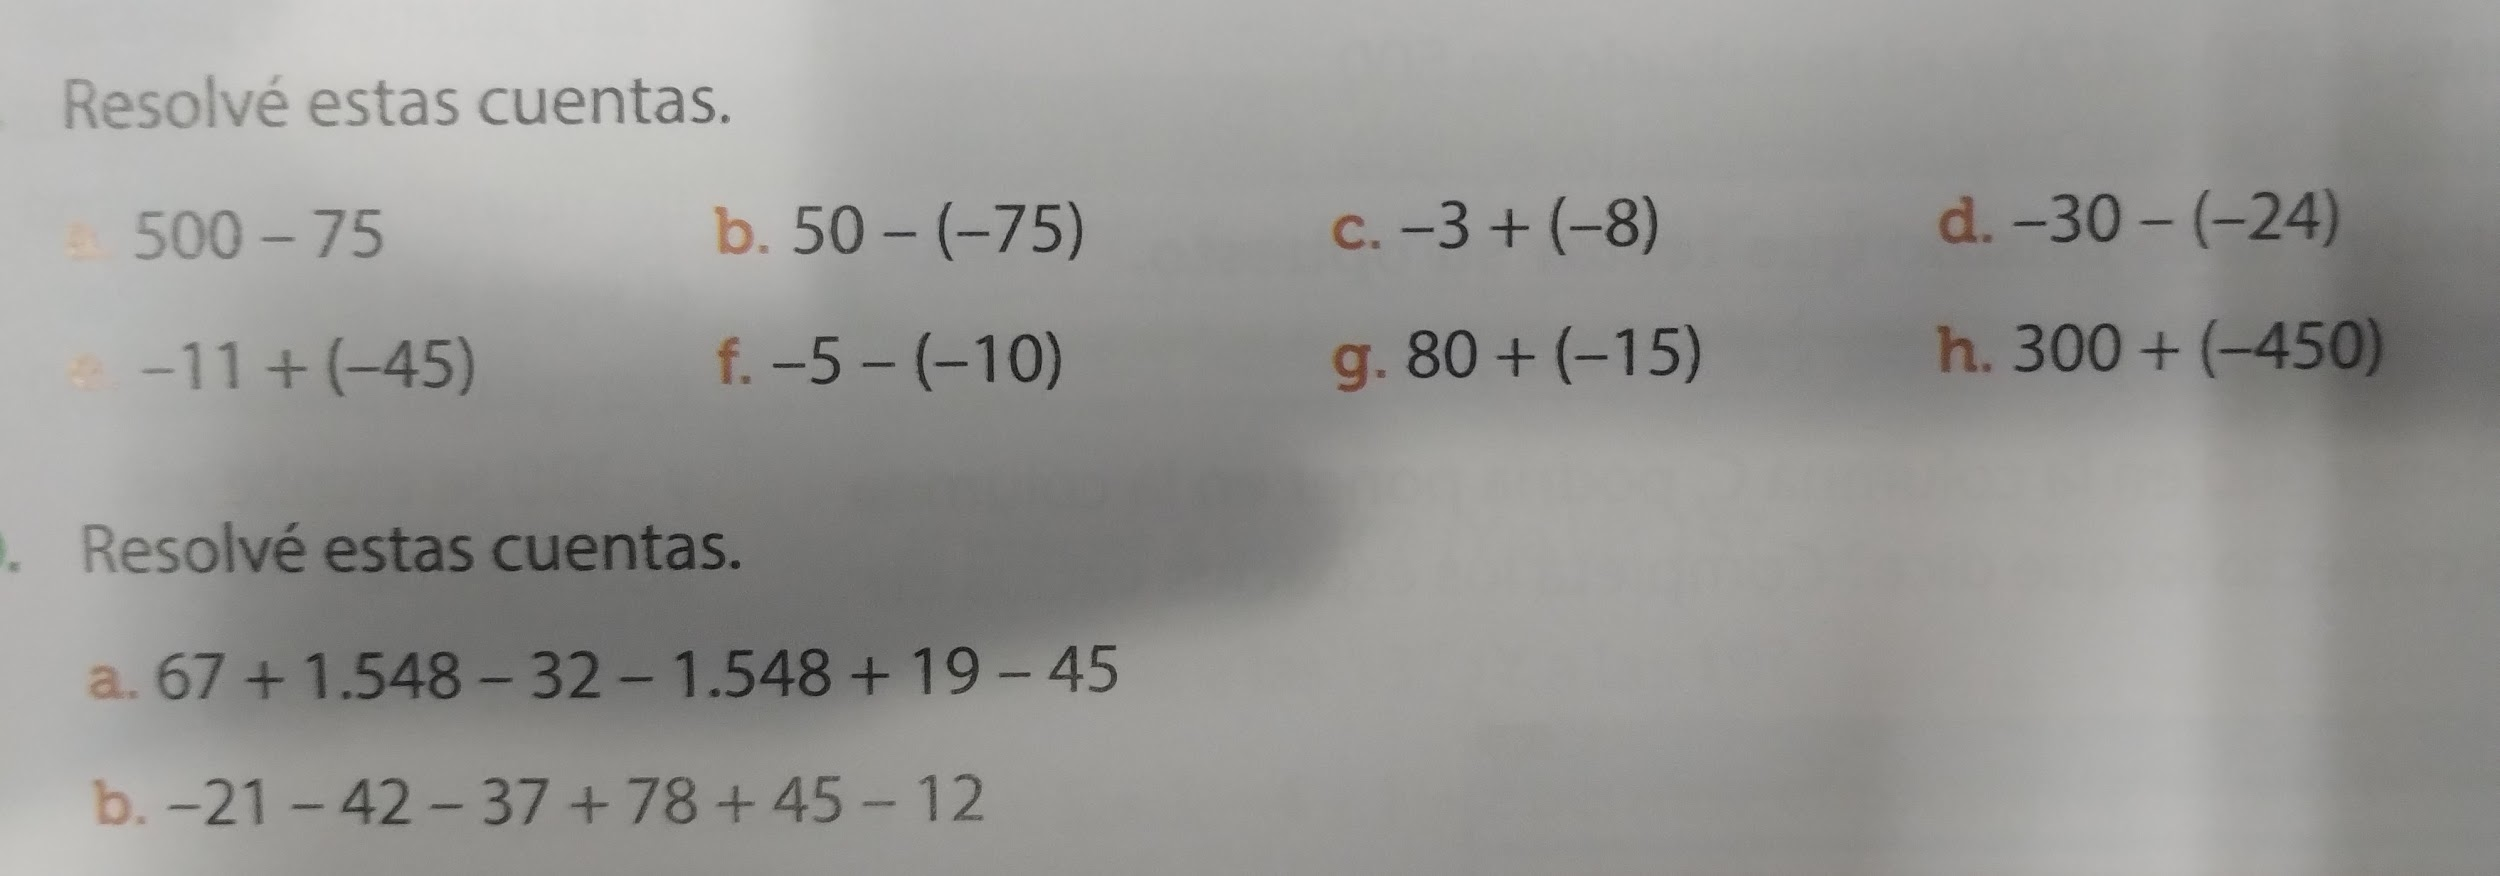 Resolvé estas cuentas.
a. 500 – 75 b. 50 – (–75) c. –3 + (–8) d. –30 – (–24)
e. –11 + (–45) f. –5 – (–10) g. 80 + (–15) h. 300 + (–450)
. Resolvé estas cuentas.
a. 67 + 1.548 – 32 – 1.548 + 19 – 45
b. –21 – 42 – 37 + 78 + 45 – 12